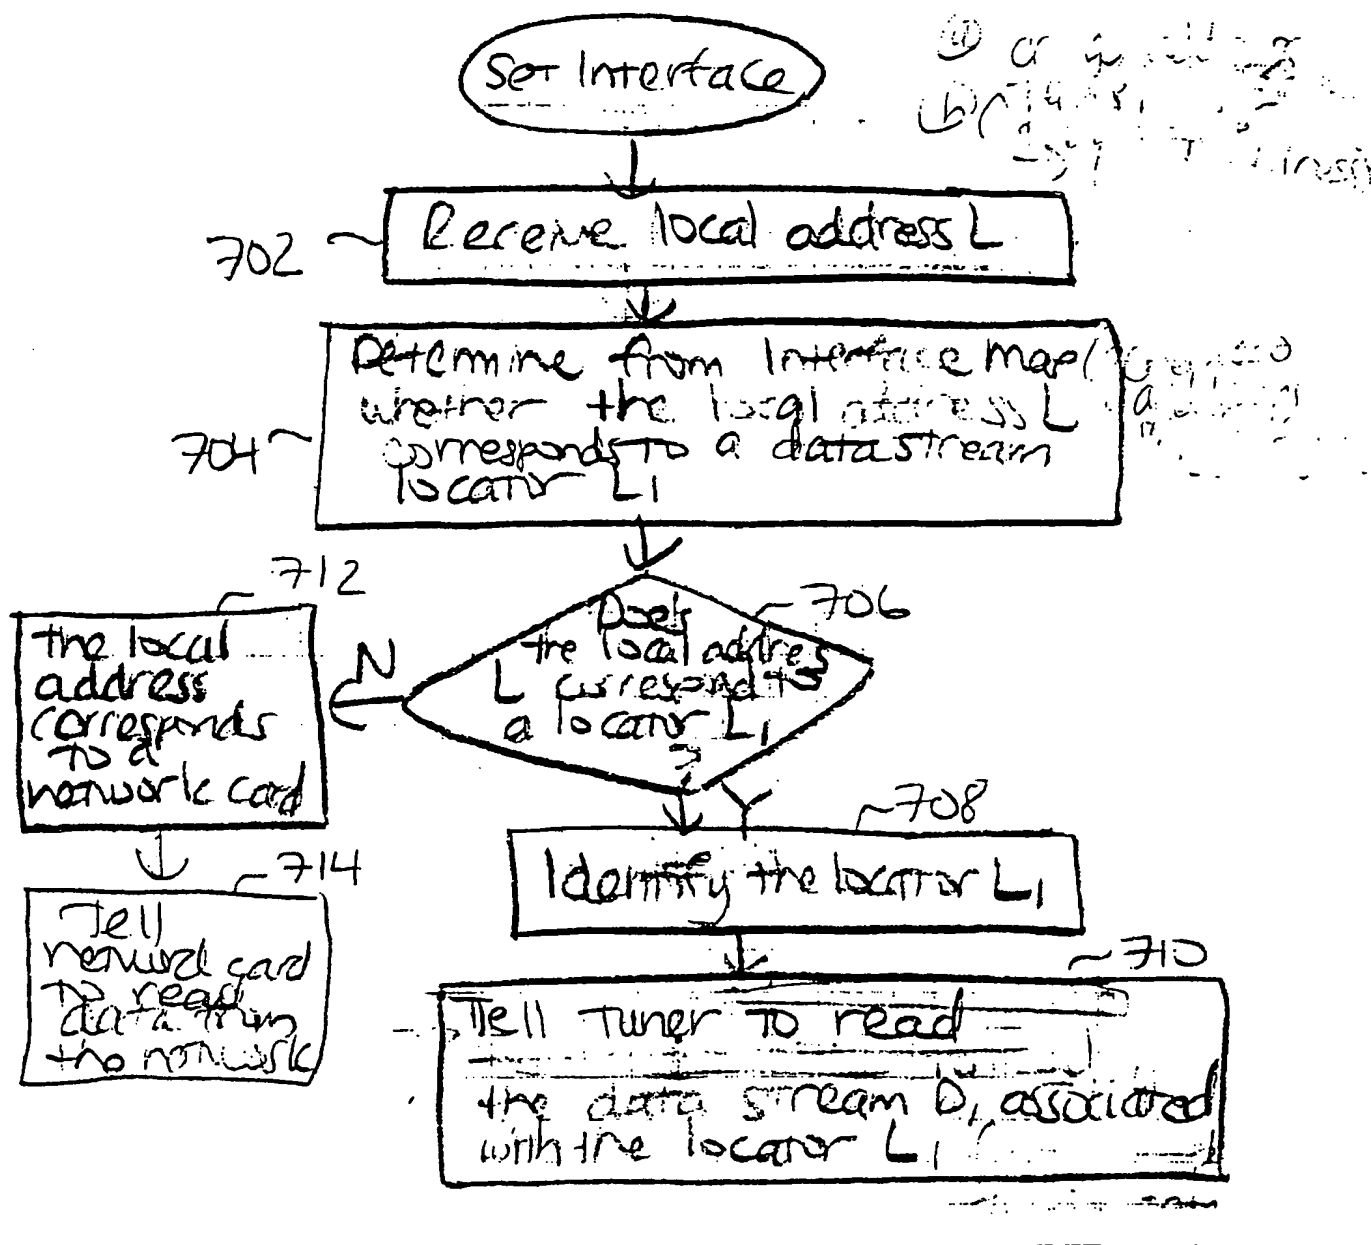 Set Interface
702
Receive local address L
704
Determine from Interface Map (
whether the local address L
corresponds to a data stream
locator L1
706
Does
the local addres
L correspond to
a locator L1
?
N
Y
712
the local
address
corresponds
to a
network card
714
Tell
network card
to read
data from
the network
708
Identify the locator L1
710
Tell Tuner to read
the data stream D1 associated
with the locator L1